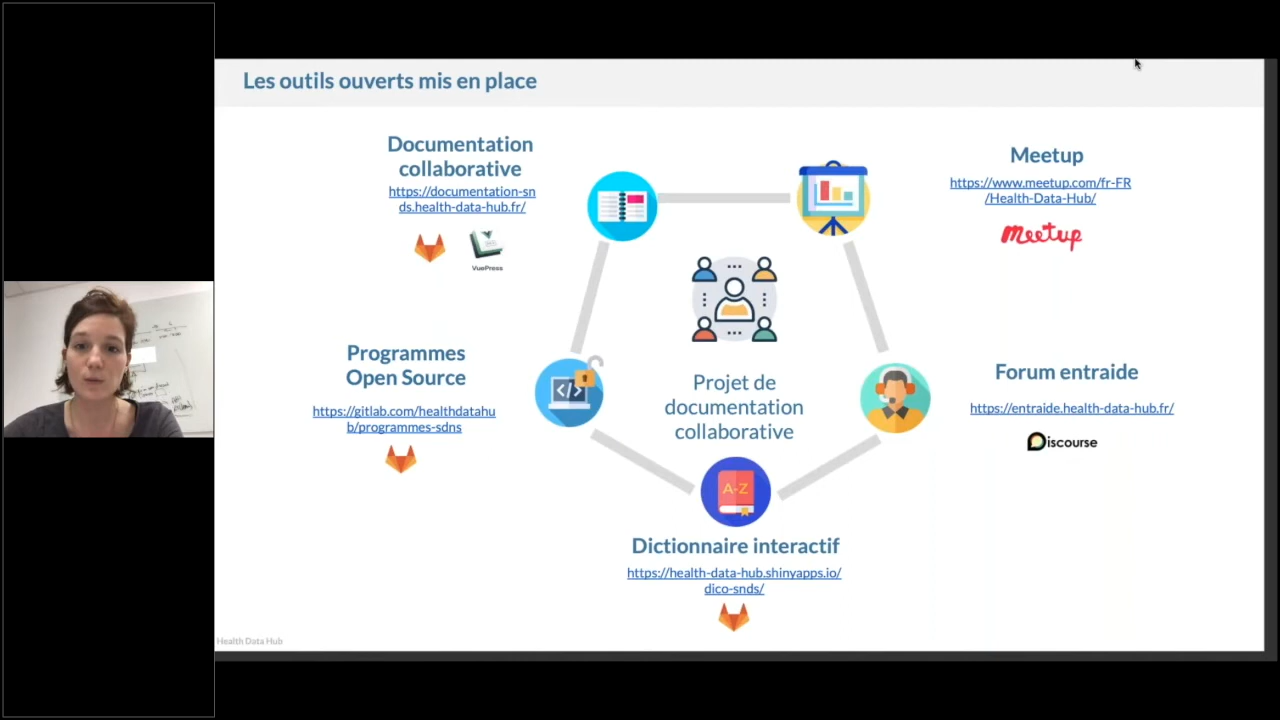 Les outils ouverts mis en place
Documentation
collaborative
https://documentation-sn
ds.health-data-hub.fr/
VuePress
Meetup
https://www.meetup.com/fr-FR
/Health-Data-Hub/
meetup
Programmes
Open Source
https://gitlab.com/healthdatahu
b/programmes-sdns
</>
Projet de
documentation
collaborative
Forum entraide
https://entraide.health-data-hub.fr/
Discourse
A-Z
Dictionnaire interactif
https://health-data-hub.shinyapps.io/
dico-snds/
Health Data Hub